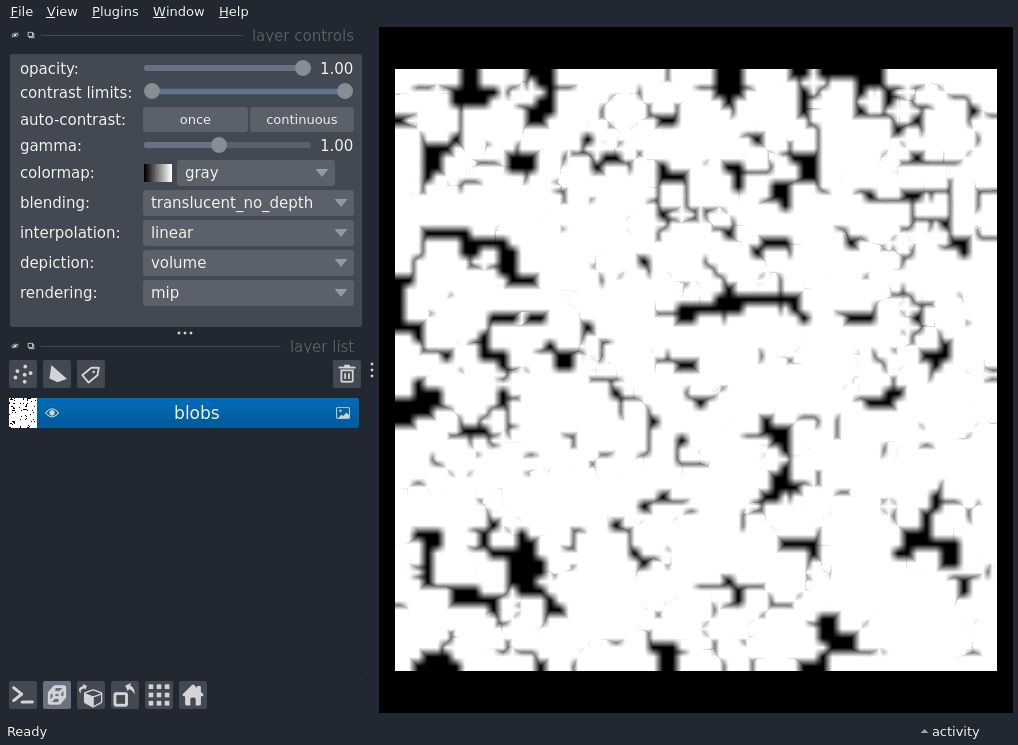 File View Plugins Window Help
layer controls
opacity: 1.00
contrast limits:
auto-contrast: once continuous
gamma: 1.00
colormap: gray
blending: translucent_no_depth
interpolation: linear
depiction: volume
rendering: mip
layer list
blobs
Ready activity